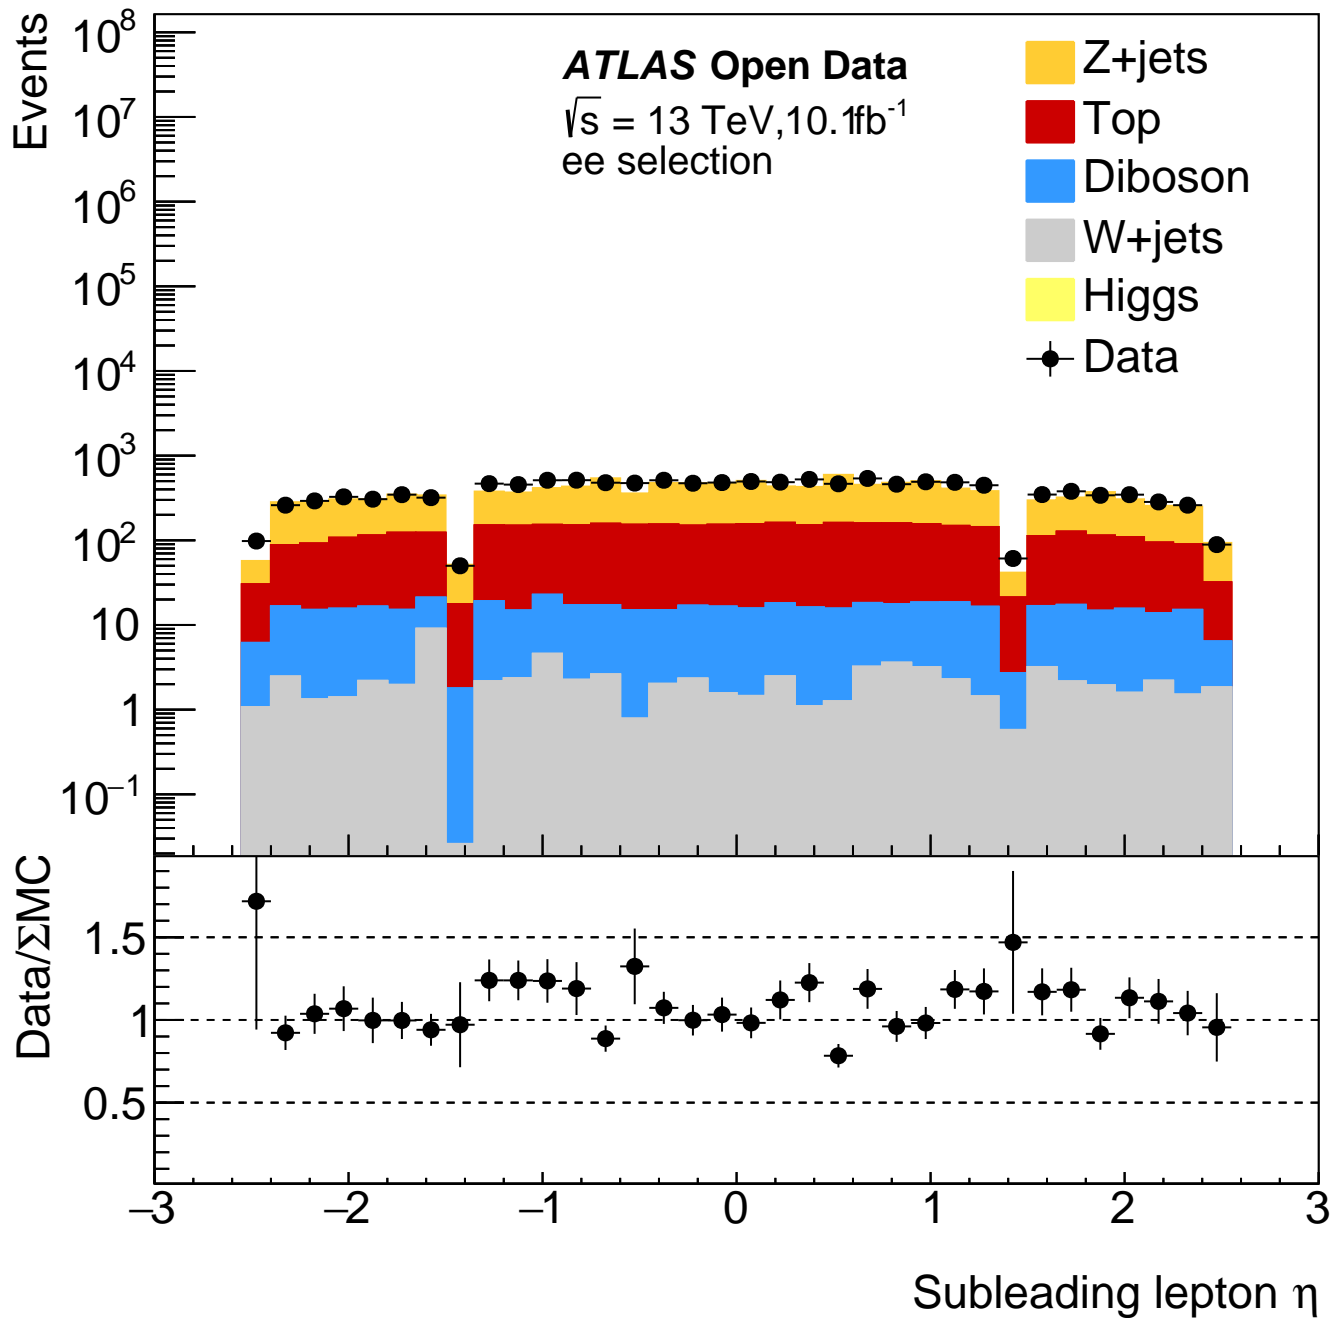 Events
10⁸
10⁷
10⁶
10⁵
10⁴
10³
10²
10
1
10⁻¹
ATLAS Open Data
√s = 13 TeV,10.1fb⁻¹
ee selection
Z+jets
Top
Diboson
W+jets
Higgs
Data
Data/ΣMC
1.5
1
0.5
−3 −2 −1 0 1 2 3
Subleading lepton η